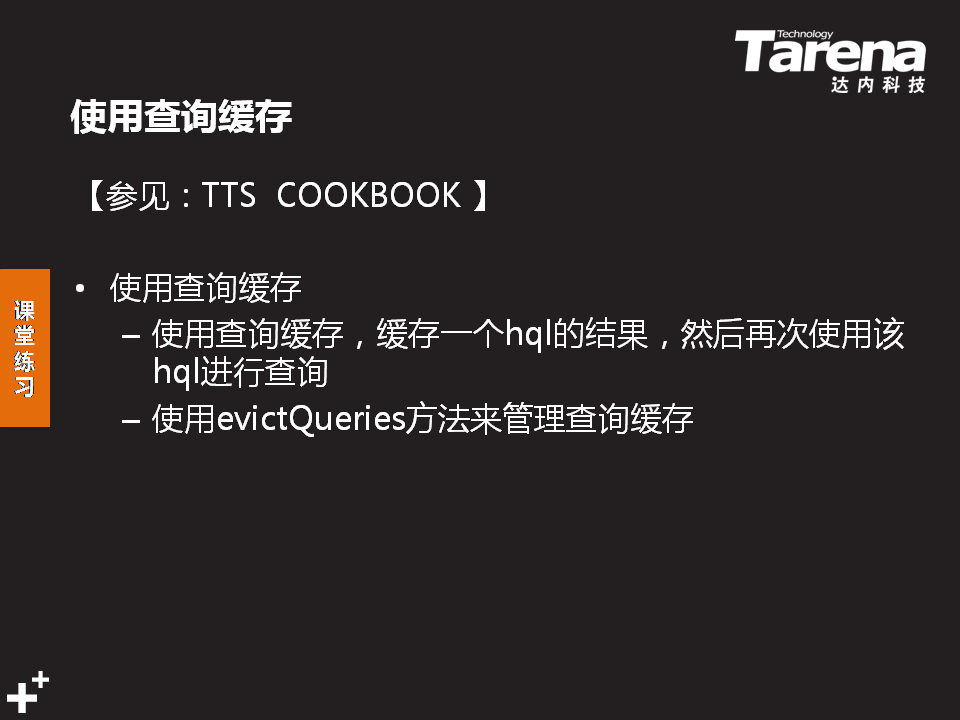 Technology
Tarena
达内科技
使用查询缓存
【参见：TTS COOKBOOK 】
课堂练习
• 使用查询缓存
– 使用查询缓存，缓存一个hql的结果，然后再次使用该
hql进行查询
– 使用evictQueries方法来管理查询缓存